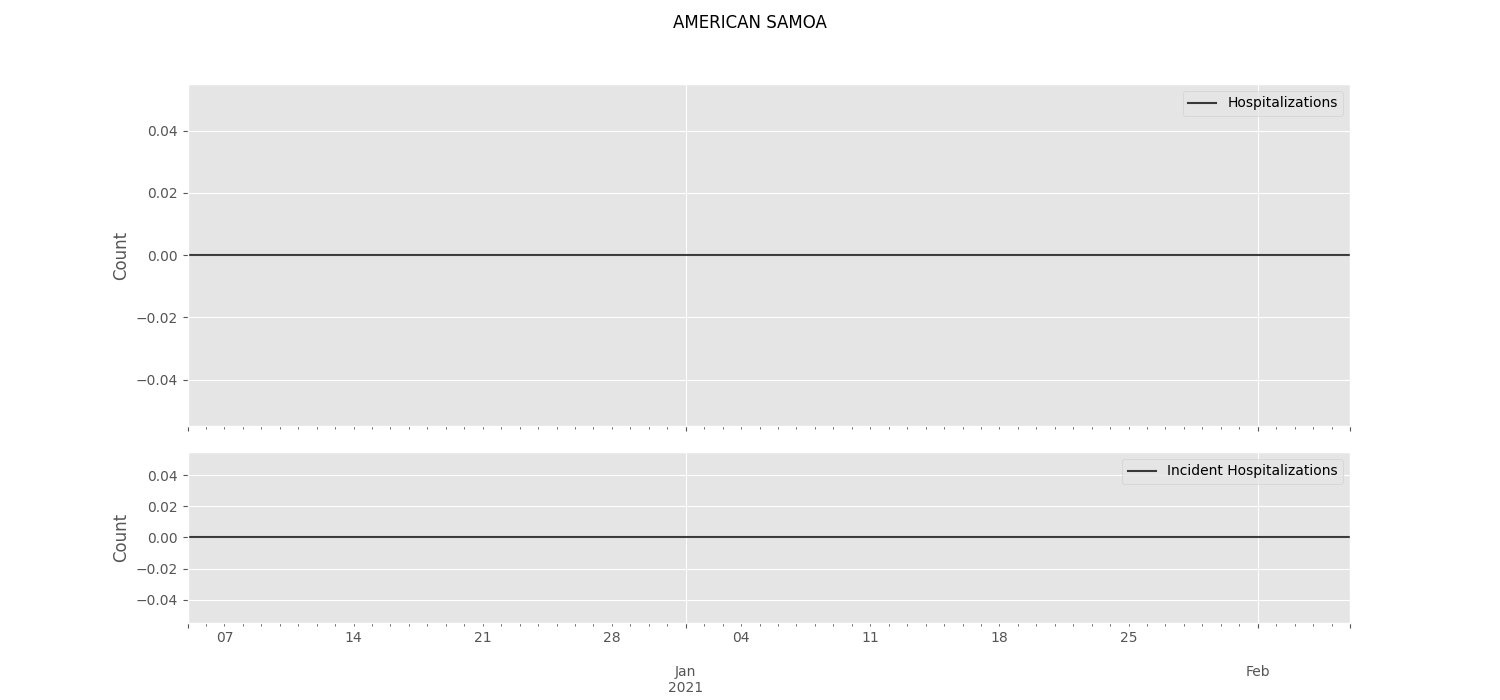 AMERICAN SAMOA
Hospitalizations
0.04
0.02
0.00
−0.02
−0.04
Count
Incident Hospitalizations
0.04
0.02
0.00
−0.02
−0.04
Count
07 14 21 28 04 11 18 25
Jan Feb
2021